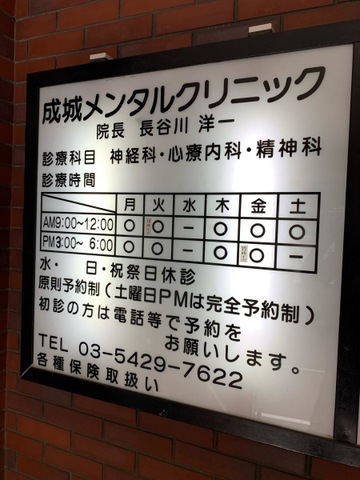 成城メンタルクリニック
院長 長谷川 洋一
診療科目 神経科・心療内科・精神科
診療時間
月 火 水 木 金 土
AM9:00~12:00 ○ ○ － ○ ○ ○
PM3:00~ 6:00 ○ ○ － ○ ○ －
水・ 日・祝祭日休診
原則予約制(土曜日PMは完全予約制)
初診の方は電話等で予約を
お願いします。
TEL 03-5429-7622
各種保険取扱い